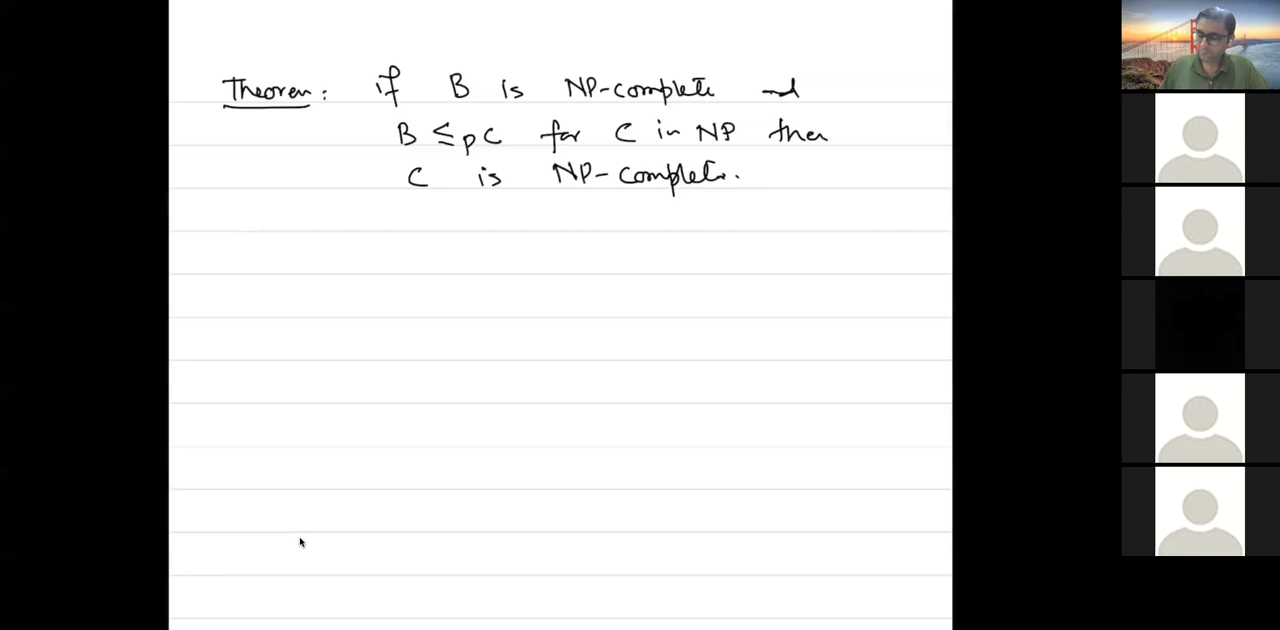 Theorem: if B is NP-complete and
B ≤p C for C in NP then
C is NP-complete.